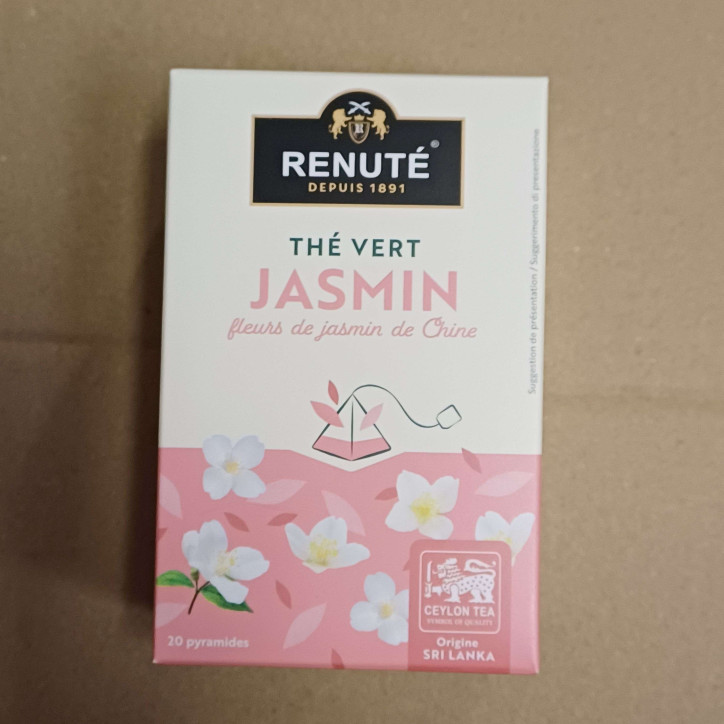 RENUTÉ®
DEPUIS 1891
THÉ VERT
JASMIN
fleurs de jasmin de Chine
Suggestion de présentation / Suggerimento di presentazione
CEYLON TEA
SYMBOL OF QUALITY
Origine
SRI LANKA
20 pyramides